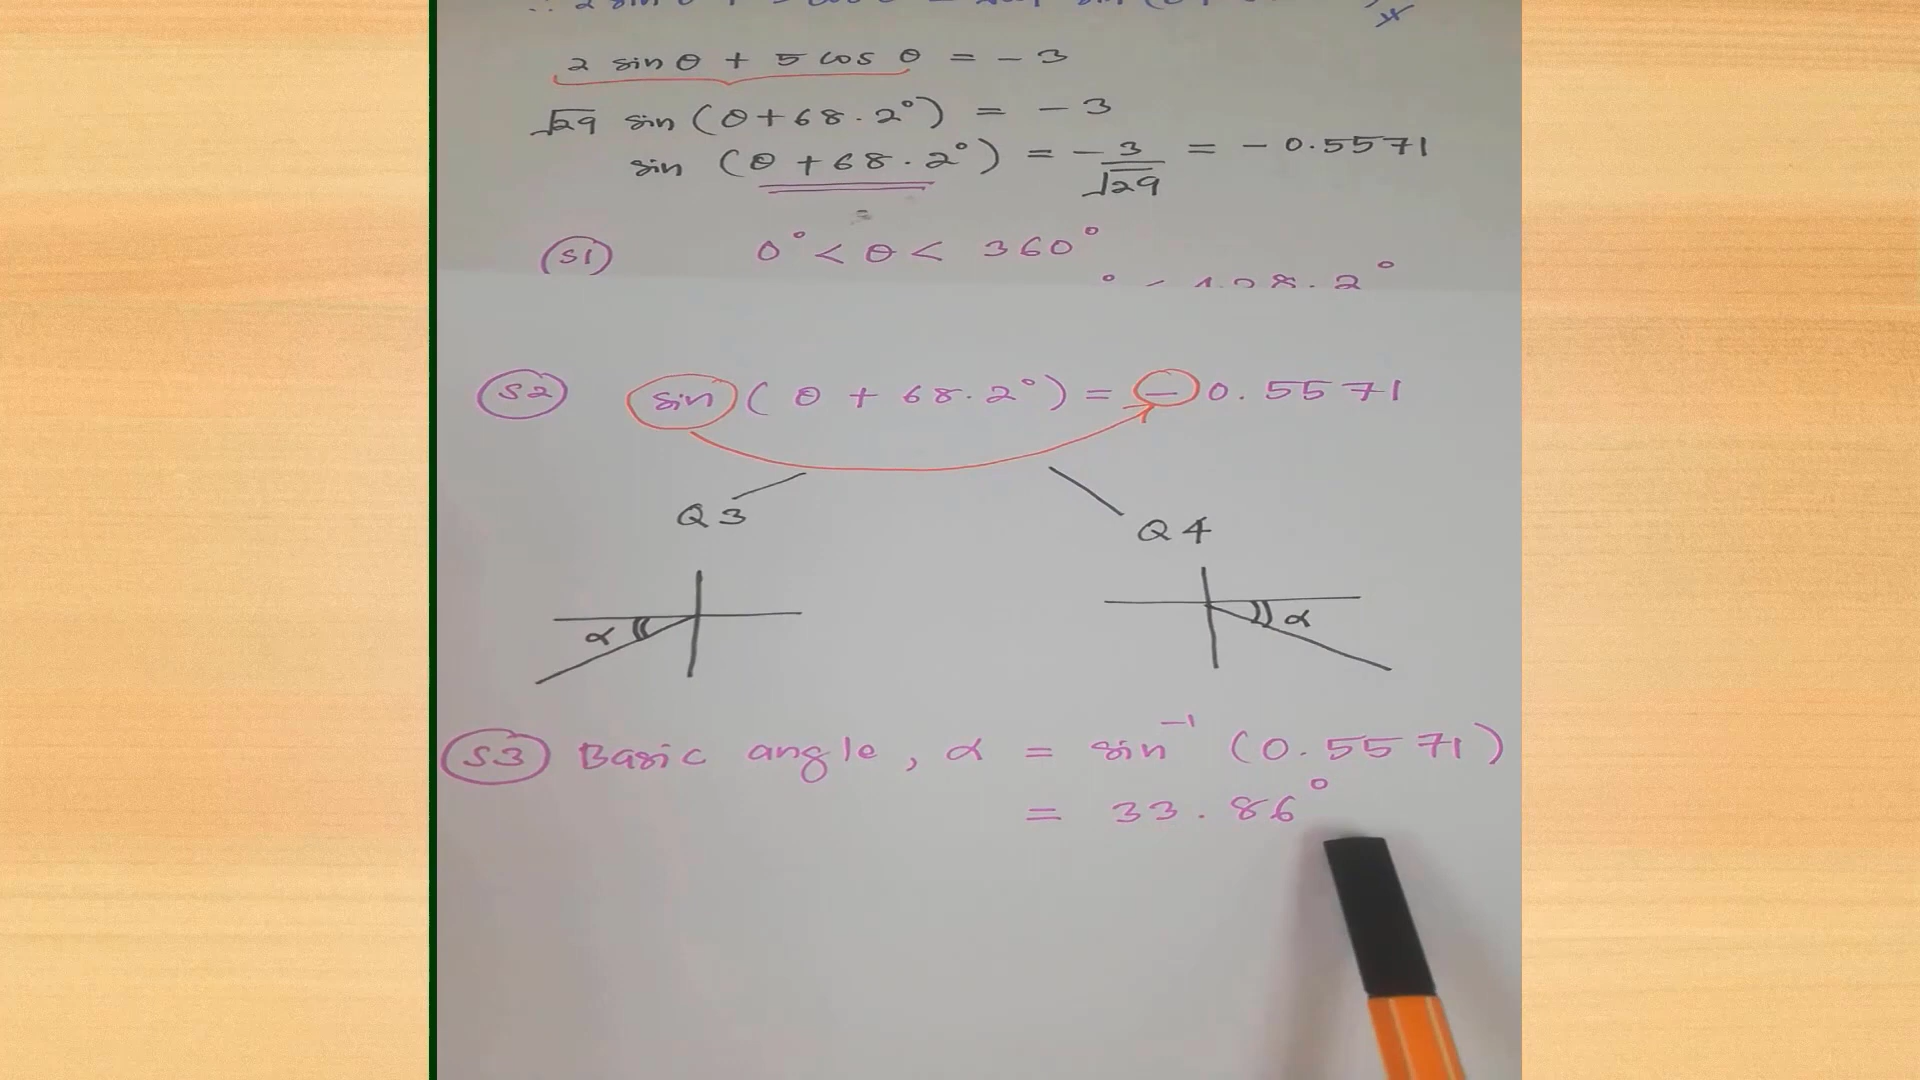 2 sin θ + 5 cos θ = - 3
√29 sin (θ + 68.2°) = - 3
sin (θ + 68.2°) = - 3/√29 = - 0.5571
S1 0° < θ < 360°
S2 sin (θ + 68.2°) = - 0.5571
Q3 Q4
α α
S3 Basic angle, α = sin⁻¹ (0.5571)
= 33.86°